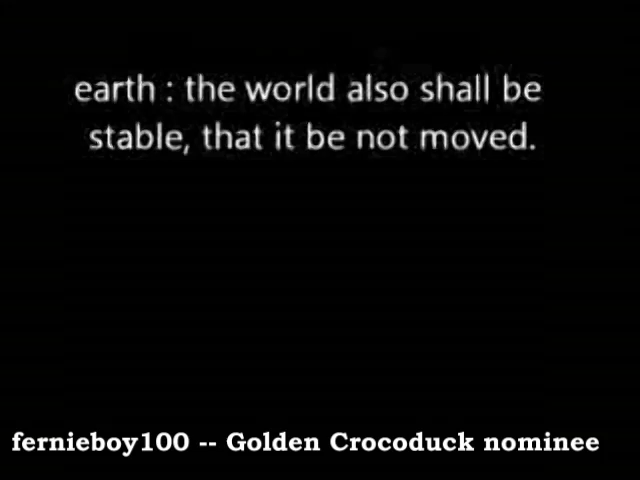 earth : the world also shall be
stable, that it be not moved.
fernieboy100 -- Golden Crocoduck nominee